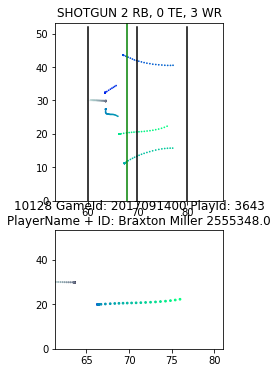 SHOTGUN 2 RB, 0 TE, 3 WR
50
40
30
20
10
0
60 70 80
10128 GameId: 2017091400 PlayId: 3643
PlayerName + ID: Braxton Miller 2555348.0
40
20
0
65 70 75 80